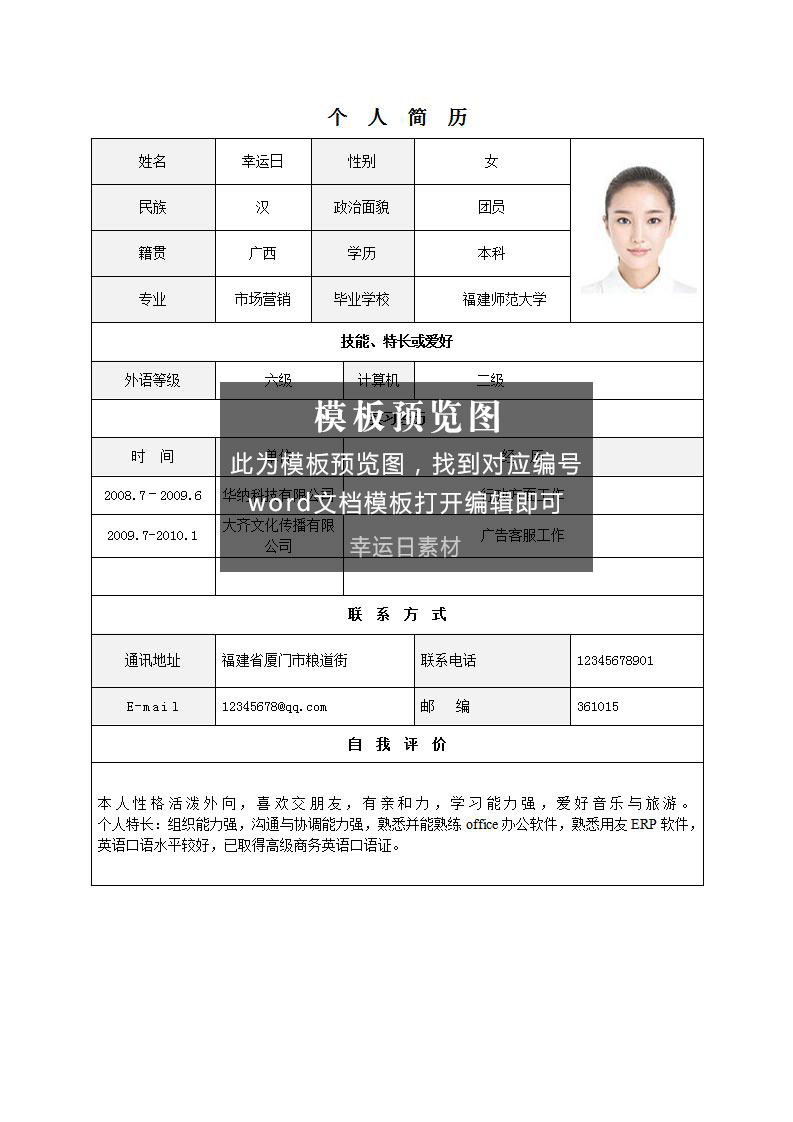 个 人 简 历
姓名 幸运日 性别 女
民族 汉 政治面貌 团员
籍贯 广西 学历 本科
专业 市场营销 毕业学校 福建师范大学
技能、特长或爱好
外语等级 六级 计算机 二级
模板预览图
时 间 单位 经 历
此为模板预览图，找到对应编号
2008.7－2009.6 华纳科技有限公司 行政方面工作
word文档模板打开编辑即可
2009.7-2010.1 大齐文化传播有限公司 广告客服工作
幸运日素材
联 系 方 式
通讯地址 福建省厦门市粮道街 联系电话 12345678901
E-mail 12345678@qq.com 邮 编 361015
自 我 评 价
本人性格活泼外向，喜欢交朋友，有亲和力，学习能力强，爱好音乐与旅游。
个人特长：组织能力强，沟通与协调能力强，熟悉并能熟练 office 办公软件，熟悉用友 ERP 软件，
英语口语水平较好，已取得高级商务英语口语证。